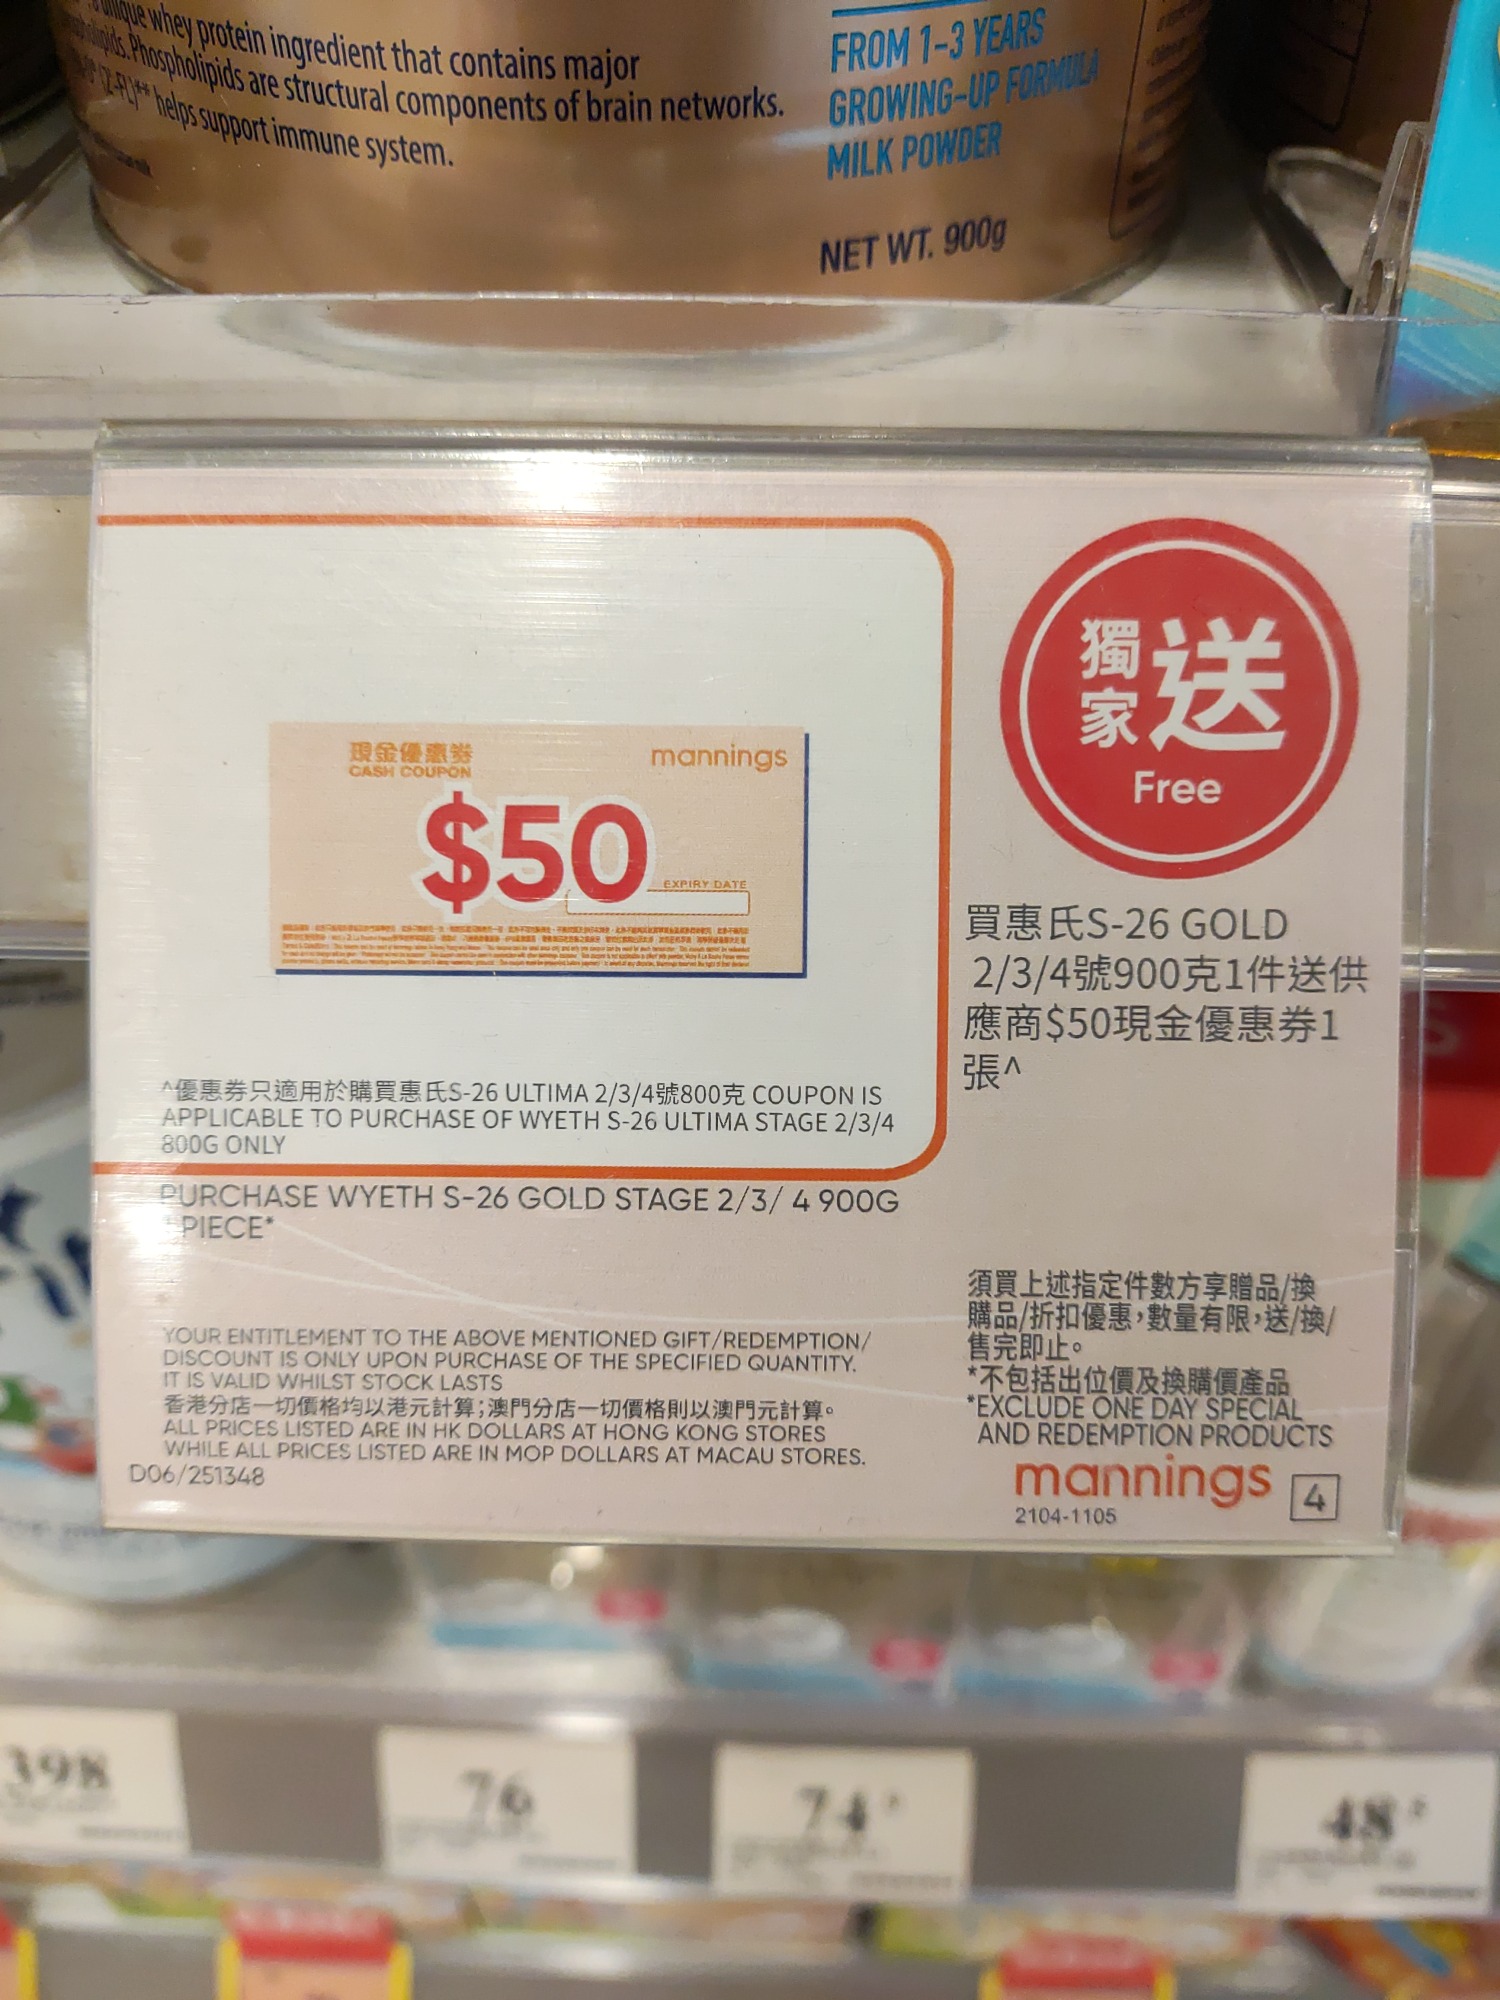 unique whey protein ingredient that contains major
Phospholipids are structural components of brain networks.
(2-FL)** helps support immune system.
FROM 1-3 YEARS
GROWING-UP FORMULA
MILK POWDER
NET WT. 900g
現金優惠券
CASH COUPON
mannings
$50
EXPIRY DATE
獨家
送
Free
買惠氏S-26 GOLD
2/3/4號900克1件送供
應商$50現金優惠券1
張^
^優惠券只適用於購買惠氏S-26 ULTIMA 2/3/4號800克 COUPON IS
APPLICABLE TO PURCHASE OF WYETH S-26 ULTIMA STAGE 2/3/4
800G ONLY
PURCHASE WYETH S-26 GOLD STAGE 2/3/ 4 900G
PIECE*
YOUR ENTITLEMENT TO THE ABOVE MENTIONED GIFT/REDEMPTION/
DISCOUNT IS ONLY UPON PURCHASE OF THE SPECIFIED QUANTITY.
IT IS VALID WHILST STOCK LASTS
香港分店一切價格均以港元計算;澳門分店一切價格則以澳門元計算。
ALL PRICES LISTED ARE IN HK DOLLARS AT HONG KONG STORES
WHILE ALL PRICES LISTED ARE IN MOP DOLLARS AT MACAU STORES.
D06/251348
須買上述指定件數方享贈品/換
購品/折扣優惠,數量有限,送/換/
售完即止。
*不包括出位價及換購價產品
*EXCLUDE ONE DAY SPECIAL
AND REDEMPTION PRODUCTS
mannings
4
2104-1105
398
76
74
48